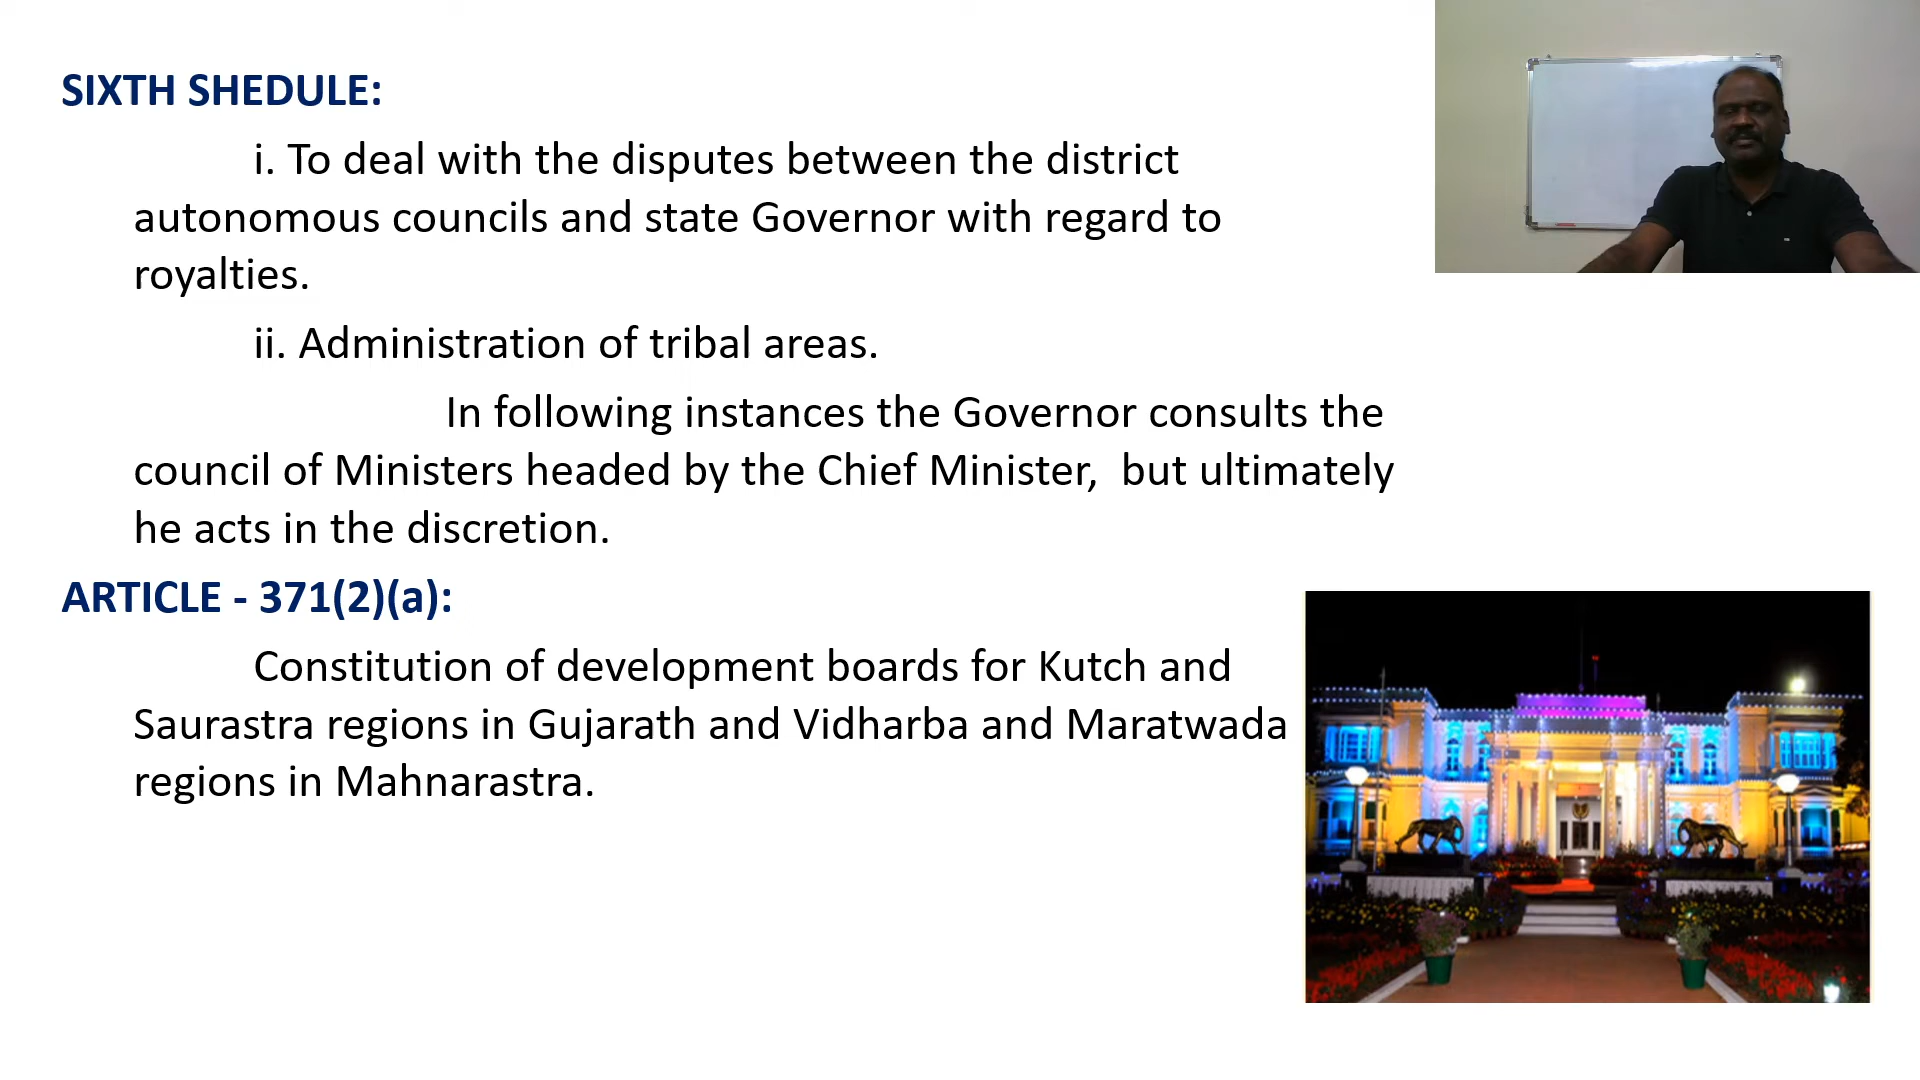 SIXTH SHEDULE:
i. To deal with the disputes between the district
autonomous councils and state Governor with regard to
royalties.
ii. Administration of tribal areas.
In following instances the Governor consults the
council of Ministers headed by the Chief Minister,  but ultimately
he acts in the discretion.
ARTICLE - 371(2)(a):
Constitution of development boards for Kutch and
Saurastra regions in Gujarath and Vidharba and Maratwada
regions in Mahnarastra.